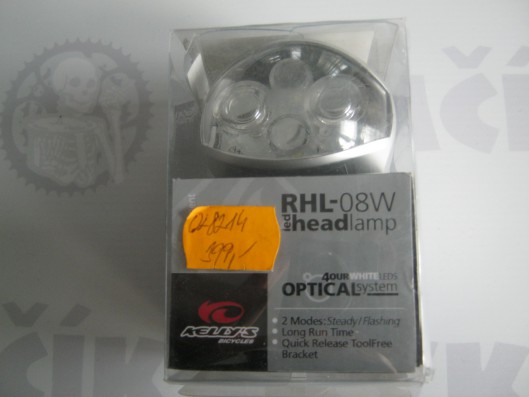 RHL-08W
led headlamp
4OUR WHITE LEDS
OPTICAL system
028214
399,-
KELLY'S
BICYCLES
2 Modes: Steady / Flashing
Long Run Time
Quick Release ToolFree
Bracket